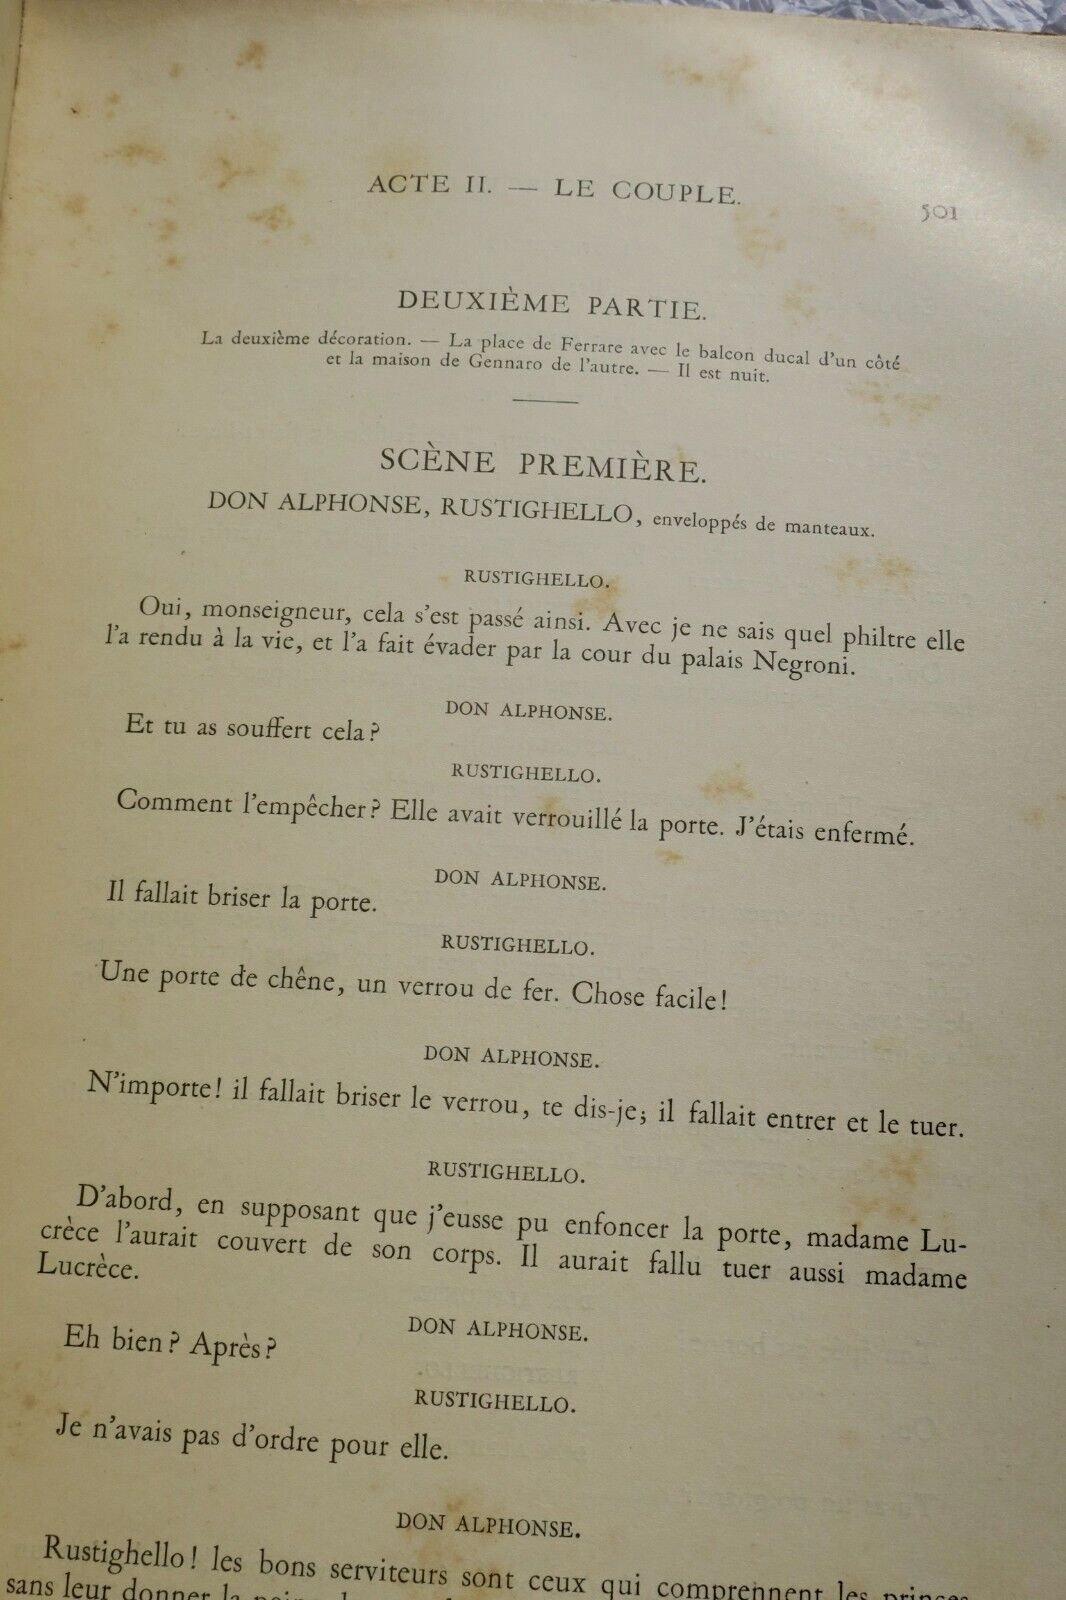 ACTE II. — LE COUPLE.
501
DEUXIÈME PARTIE.
La deuxième décoration. — La place de Ferrare avec le balcon ducal d'un côté
et la maison de Gennaro de l'autre. — Il est nuit.
SCÈNE PREMIÈRE.
DON ALPHONSE, RUSTIGHELLO, enveloppés de manteaux.
RUSTIGHELLO.
Oui, monseigneur, cela s'est passé ainsi. Avec je ne sais quel philtre elle
l'a rendu à la vie, et l'a fait évader par la cour du palais Negroni.
DON ALPHONSE.
Et tu as souffert cela?
RUSTIGHELLO.
Comment l'empêcher? Elle avait verrouillé la porte. J'étais enfermé.
DON ALPHONSE.
Il fallait briser la porte.
RUSTIGHELLO.
Une porte de chêne, un verrou de fer. Chose facile!
DON ALPHONSE.
N'importe! il fallait briser le verrou, te dis-je; il fallait entrer et le tuer.
RUSTIGHELLO.
D'abord, en supposant que j'eusse pu enfoncer la porte, madame Lu-
crèce l'aurait couvert de son corps. Il aurait fallu tuer aussi madame
Lucrèce.
DON ALPHONSE.
Eh bien? Après?
RUSTIGHELLO.
Je n'avais pas d'ordre pour elle.
DON ALPHONSE.
Rustighello! les bons serviteurs sont ceux qui comprennent les princes
sans leur donner la